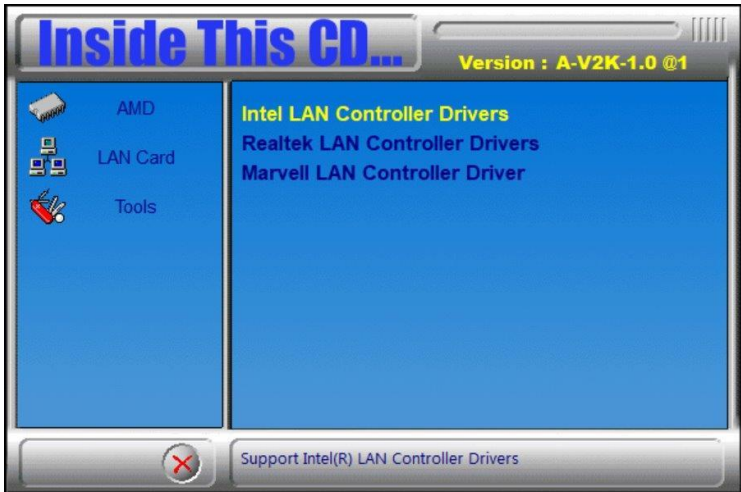 Inside This CD...
Version : A-V2K-1.0 @1
AMD
LAN Card
Tools
Intel LAN Controller Drivers
Realtek LAN Controller Drivers
Marvell LAN Controller Driver
Support Intel(R) LAN Controller Drivers